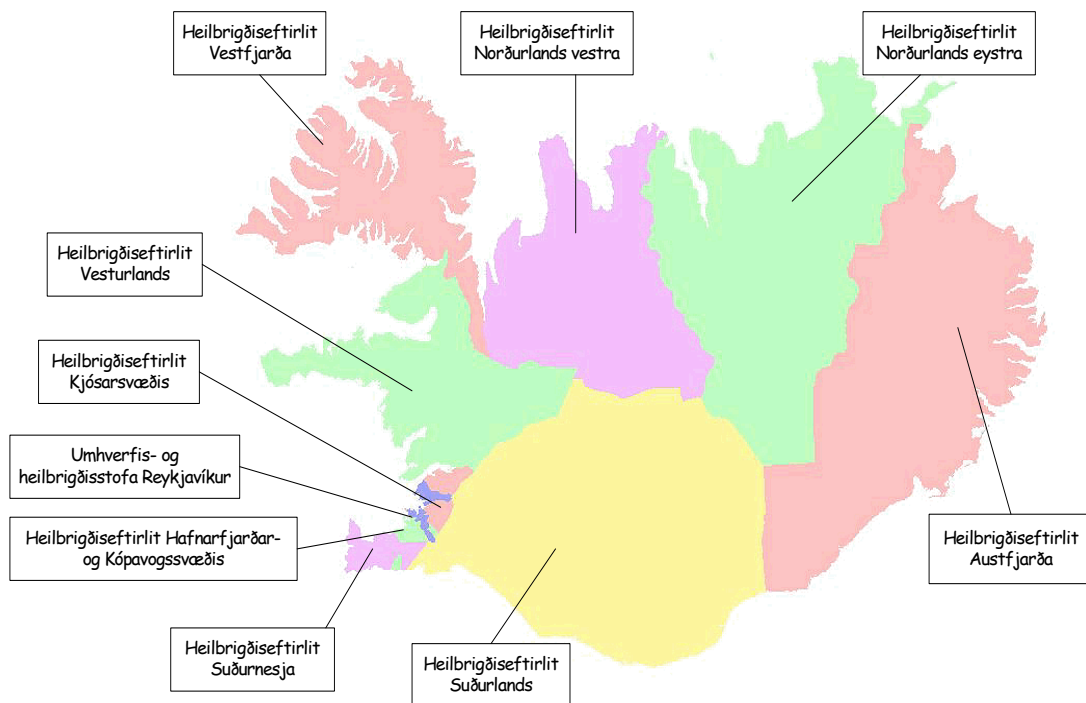 Heilbrigðiseftirlit
Vestfjarða
Heilbrigðiseftirlit
Norðurlands vestra
Heilbrigðiseftirlit
Norðurlands eystra
Heilbrigðiseftirlit
Vesturlands
Heilbrigðiseftirlit
Kjósarsvæðis
Umhverfis- og
heilbrigðisstofa Reykjavíkur
Heilbrigðiseftirlit Hafnarfjarðar-
og Kópavogssvæðis
Heilbrigðiseftirlit
Austfjarða
Heilbrigðiseftirlit
Suðurnesja
Heilbrigðiseftirlit
Suðurlands